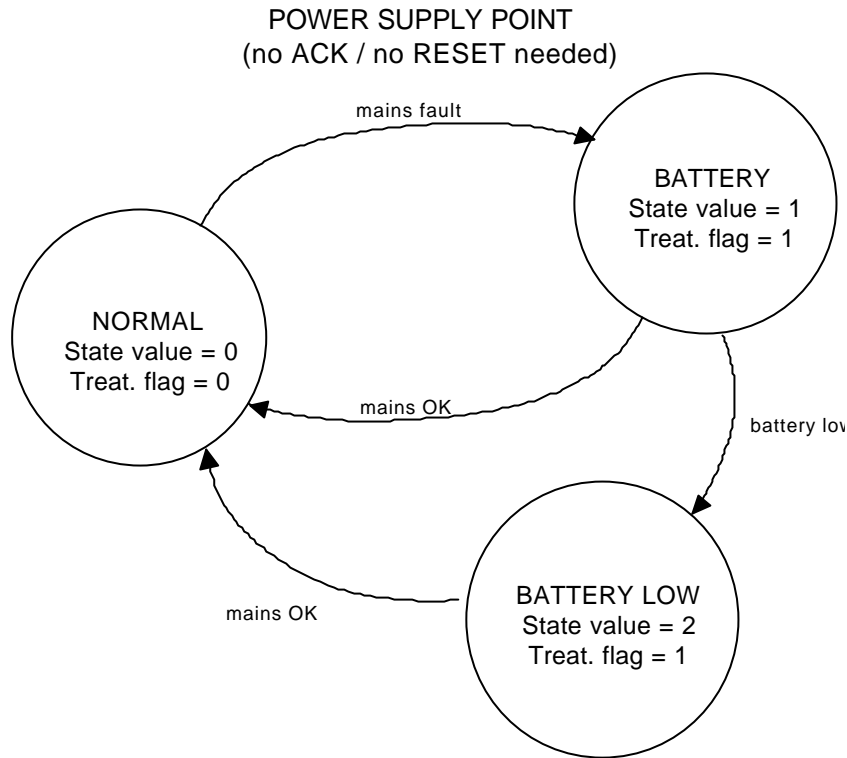 POWER SUPPLY POINT
(no ACK / no RESET needed)
mains fault
BATTERY
State value = 1
Treat. flag = 1
NORMAL
State value = 0
Treat. flag = 0
mains OK
battery low
BATTERY LOW
State value = 2
Treat. flag = 1
mains OK